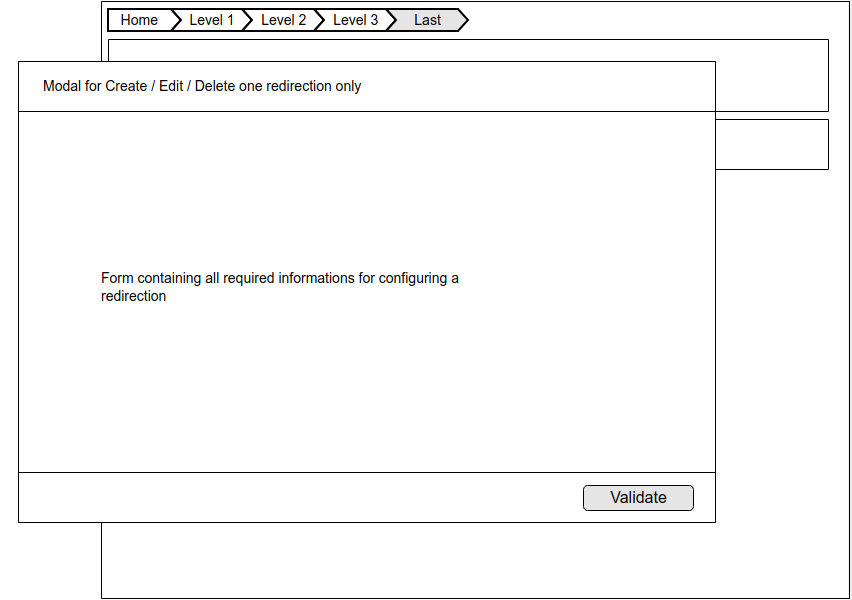 Home Level 1 Level 2 Level 3 Last
Modal for Create / Edit / Delete one redirection only
Form containing all required informations for configuring a
redirection
Validate